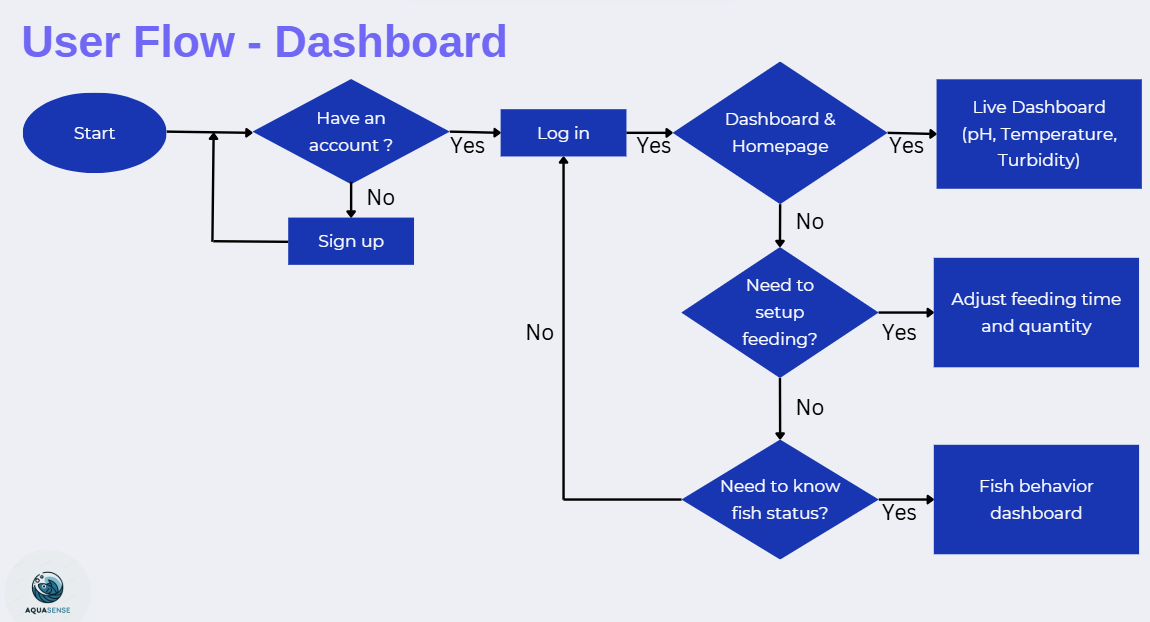 User Flow - Dashboard
Start
Have an
account ?
Yes
No
Sign up
Log in
Yes
Dashboard &
Homepage
Yes
Live Dashboard
(pH, Temperature,
Turbidity)
No
Need to
setup
feeding?
Yes
Adjust feeding time
and quantity
No
Need to know
fish status?
Yes
Fish behavior
dashboard
No
AQUASENSE